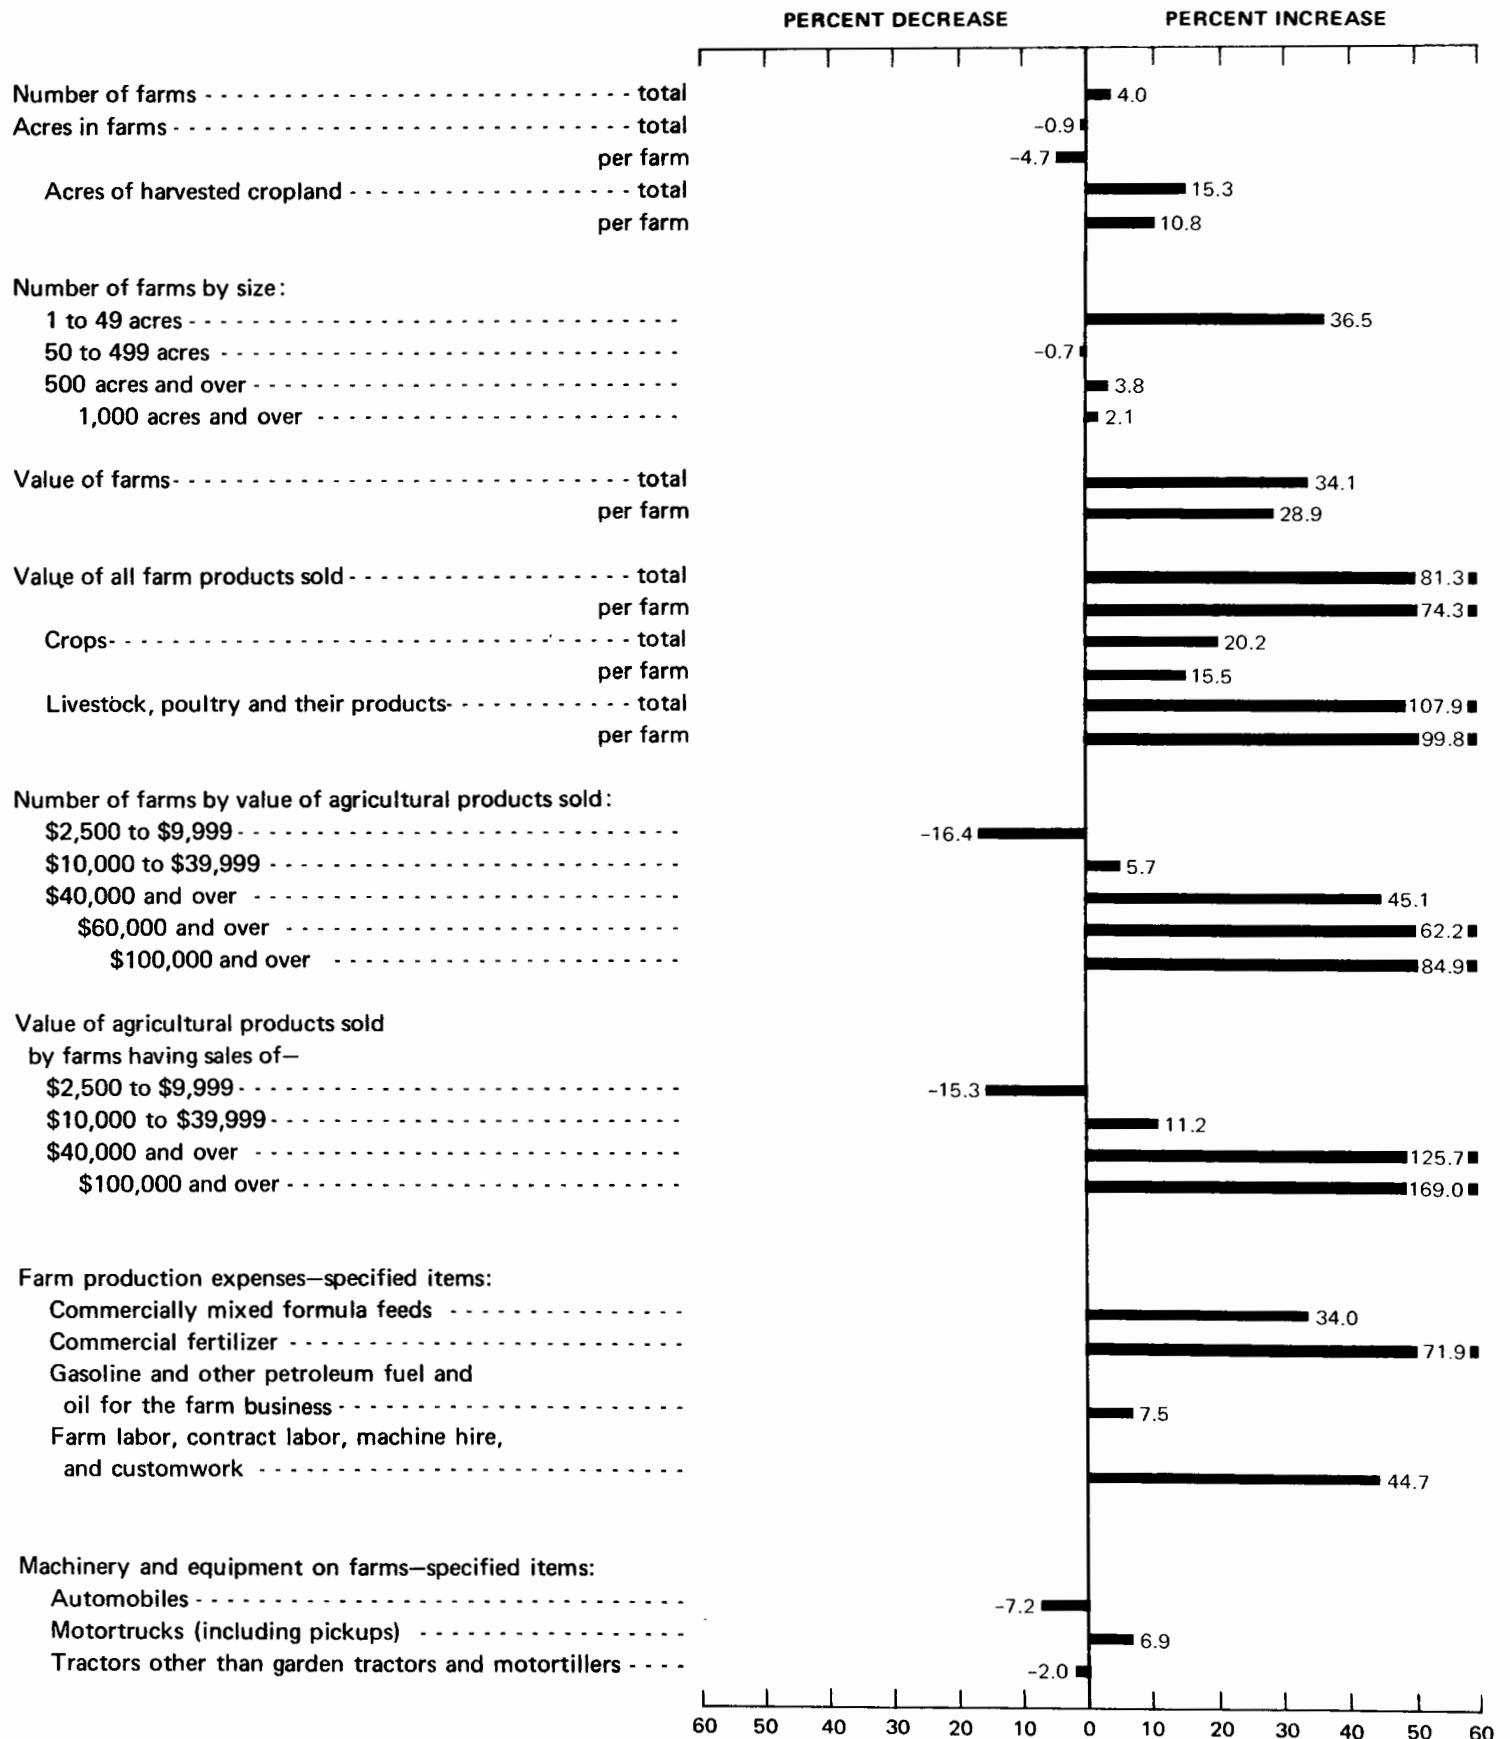 PERCENT DECREASE PERCENT INCREASE
Number of farms - - - - - - - - - - - - - - - - - - - - - - - - - - - total 4.0
Acres in farms - - - - - - - - - - - - - - - - - - - - - - - - - - - - - total -0.9
per farm -4.7
Acres of harvested cropland - - - - - - - - - - - - - - - - - - total 15.3
per farm 10.8
Number of farms by size:
1 to 49 acres - - - - - - - - - - - - - - - - - - - - - - - - - - - - - - - 36.5
50 to 499 acres - - - - - - - - - - - - - - - - - - - - - - - - - - - - - -0.7
500 acres and over - - - - - - - - - - - - - - - - - - - - - - - - - - - 3.8
1,000 acres and over - - - - - - - - - - - - - - - - - - - - - - - 2.1
Value of farms - - - - - - - - - - - - - - - - - - - - - - - - - - - - - total 34.1
per farm 28.9
Value of all farm products sold - - - - - - - - - - - - - - - - - - total 81.3
per farm 74.3
Crops - - - - - - - - - - - - - - - - - - - - - - - - - - - - - - - - - total 20.2
per farm 15.5
Livestock, poultry and their products - - - - - - - - - - - - total 107.9
per farm 99.8
Number of farms by value of agricultural products sold:
$2,500 to $9,999 - - - - - - - - - - - - - - - - - - - - - - - - - - - - -16.4
$10,000 to $39,999 - - - - - - - - - - - - - - - - - - - - - - - - - - 5.7
$40,000 and over - - - - - - - - - - - - - - - - - - - - - - - - - - - 45.1
$60,000 and over - - - - - - - - - - - - - - - - - - - - - - - - - 62.2
$100,000 and over - - - - - - - - - - - - - - - - - - - - - - 84.9
Value of agricultural products sold
by farms having sales of—
$2,500 to $9,999 - - - - - - - - - - - - - - - - - - - - - - - - - - - - -15.3
$10,000 to $39,999 - - - - - - - - - - - - - - - - - - - - - - - - - - 11.2
$40,000 and over - - - - - - - - - - - - - - - - - - - - - - - - - - - 125.7
$100,000 and over - - - - - - - - - - - - - - - - - - - - - - - - - 169.0
Farm production expenses—specified items:
Commercially mixed formula feeds - - - - - - - - - - - - - - - 34.0
Commercial fertilizer - - - - - - - - - - - - - - - - - - - - - - - - - 71.9
Gasoline and other petroleum fuel and
oil for the farm business - - - - - - - - - - - - - - - - - - - - - - 7.5
Farm labor, contract labor, machine hire,
and customwork - - - - - - - - - - - - - - - - - - - - - - - - - - - 44.7
Machinery and equipment on farms—specified items:
Automobiles - - - - - - - - - - - - - - - - - - - - - - - - - - - - - - - -7.2
Motortrucks (including pickups) - - - - - - - - - - - - - - - - - 6.9
Tractors other than garden tractors and motortillers - - - - -2.0
60 50 40 30 20 10 0 10 20 30 40 50 60